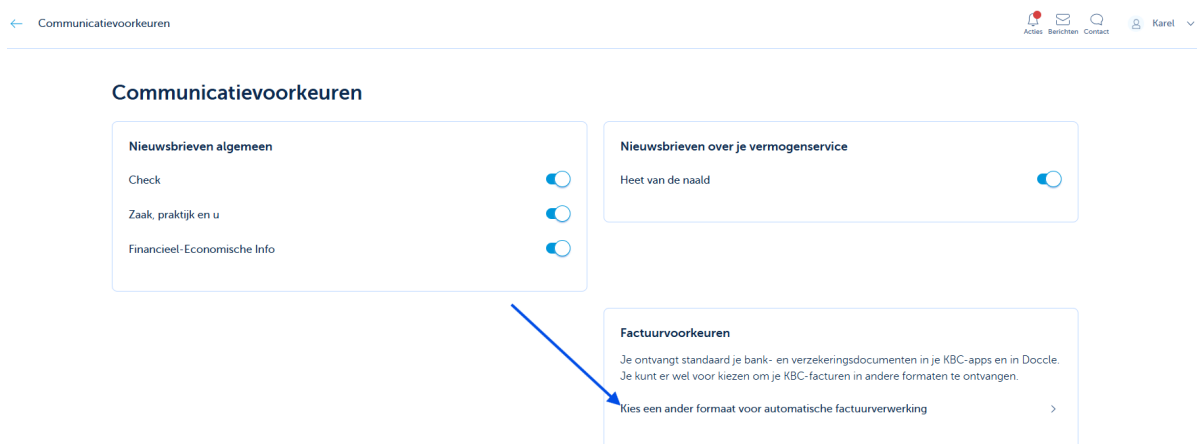 Communicatievoorkeuren
Acties Berichten Contact
Karel
Communicatievoorkeuren
Nieuwsbrieven algemeen
Check
Zaak, praktijk en u
Financieel-Economische Info
Nieuwsbrieven over je vermogenservice
Heet van de naald
Factuurvoorkeuren
Je ontvangt standaard je bank- en verzekeringsdocumenten in je KBC-apps en in Doccle.
Je kunt er wel voor kiezen om je KBC-facturen in andere formaten te ontvangen.
Kies een ander formaat voor automatische factuurverwerking